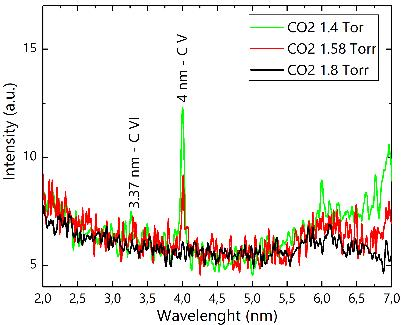 15
10
5
Intensity (a.u.)
CO2 1.4 Tor
CO2 1.58 Torr
CO2 1.8 Torr
4 nm - C V
3.37 nm - C VI
2,0 2,5 3,0 3,5 4,0 4,5 5,0 5,5 6,0 6,5 7,0
Wavelenght (nm)